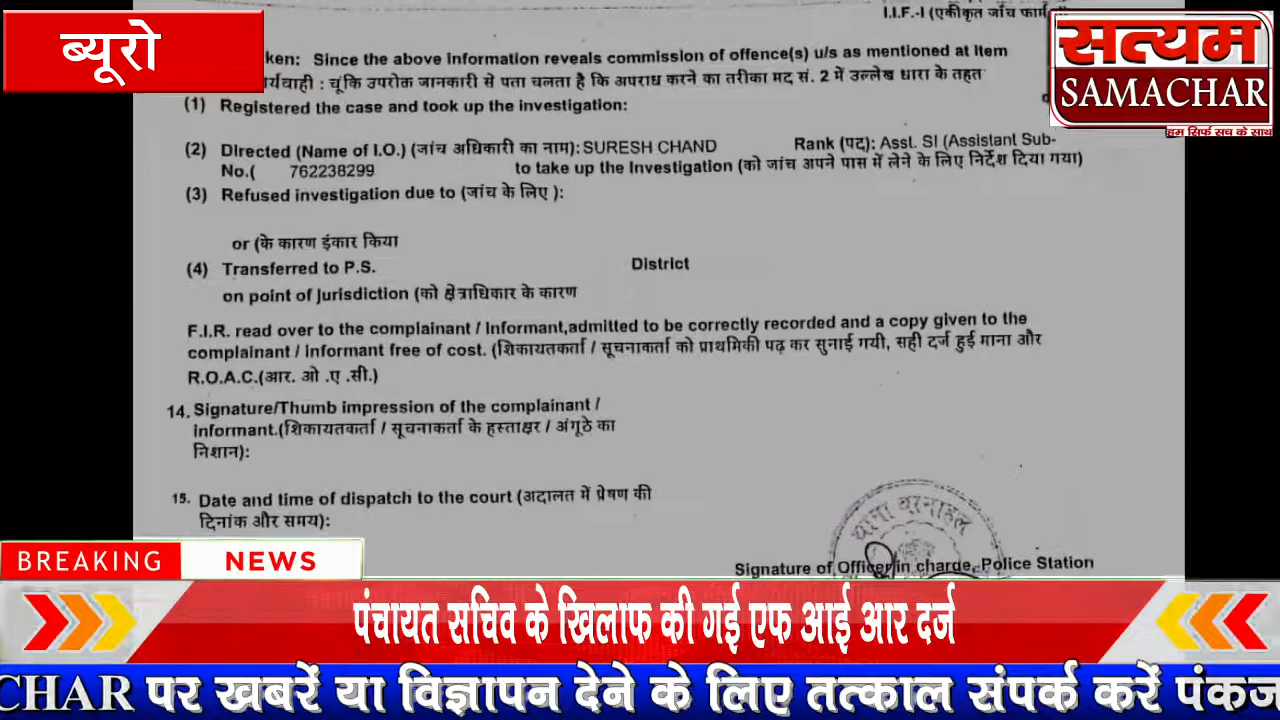 I.I.F.-I (एकीकृत जाँच फार्म
ब्यूरो
सत्यम
SAMACHAR
हम सिर्फ सच के साथ
ken: Since the above information reveals commission of offence(s) u/s as mentioned at Item
र्यवाही : चूंकि उपरोक्त जानकारी से पता चलता है कि अपराध करने का तरीका मद सं. 2 में उल्लेख धारा के तहत
(1) Registered the case and took up the investigation:
(2) Directed (Name of I.O.) (जांच अधिकारी का नाम): SURESH CHAND Rank (पद): Asst. SI (Assistant Sub-
No.( 762238299 to take up the Investigation (को जांच अपने पास में लेने के लिए निर्देश दिया गया)
(3) Refused investigation due to (जांच के लिए ):
or (के कारण इंकार किया
(4) Transferred to P.S. District
on point of jurisdiction (को क्षेत्राधिकार के कारण
F.I.R. read over to the complainant / informant,admitted to be correctly recorded and a copy given to the
complainant / informant free of cost. (शिकायतकर्ता / सूचनाकर्ता को प्राथमिकी पढ़ कर सुनाई गयी, सही दर्ज हुई माना और
R.O.A.C.(आर. ओ .ए .सी.)
14. Signature/Thumb impression of the complainant /
informant.(शिकायतकर्ता / सूचनाकर्ता के हस्ताक्षर / अंगूठे का
निशान):
15. Date and time of dispatch to the court (अदालत में प्रेषण की
दिनांक और समय):
थाना बरनाहल
Signature of Officer in charge, Police Station
BREAKING NEWS
पंचायत सचिव के खिलाफ की गई एफ आई आर दर्ज
CHAR पर खबरें या विज्ञापन देने के लिए तत्काल संपर्क करें पंकज